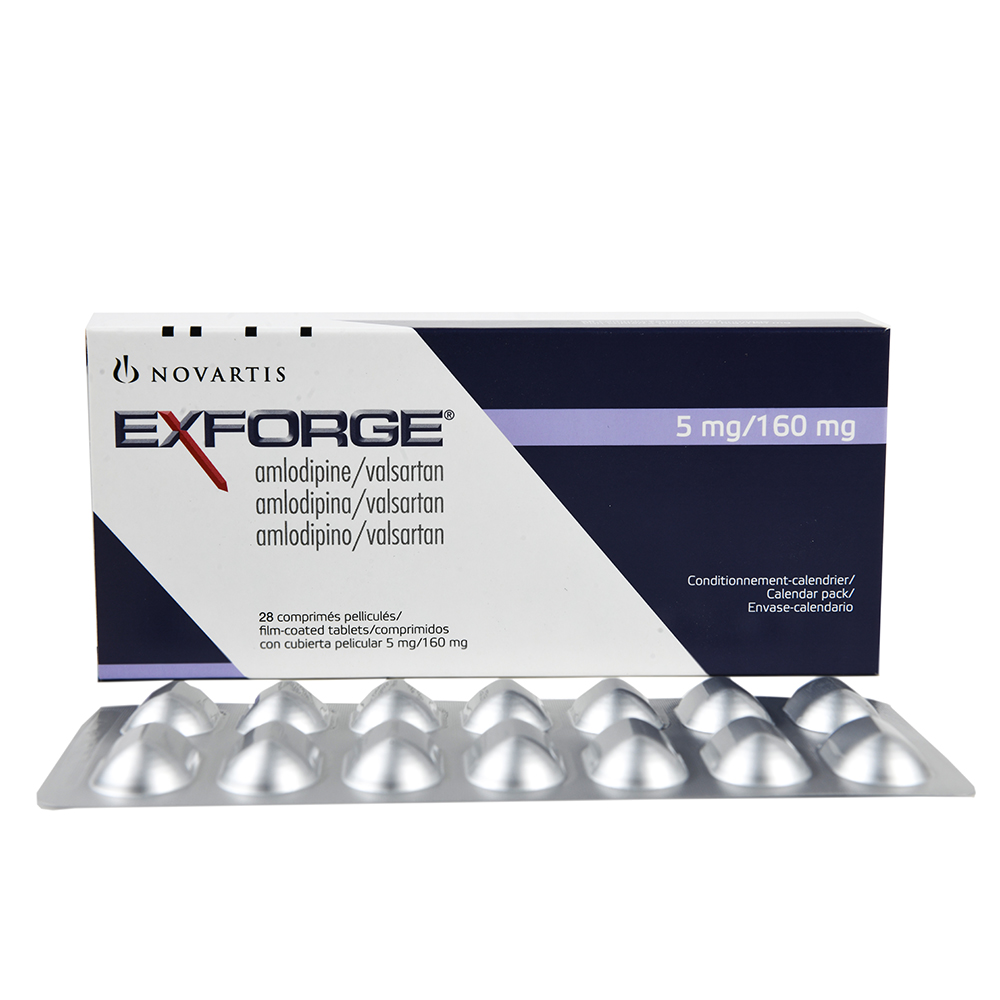 NOVARTIS
EXFORGE®
amlodipine/valsartan
amlodipina/valsartan
amlodipino/valsartan
5 mg/160 mg
28 comprimés pelliculés/
film-coated tablets/comprimidos
con cubierta pelicular 5 mg/160 mg
Conditionnement-calendrier/
Calendar pack/
Envase-calendario